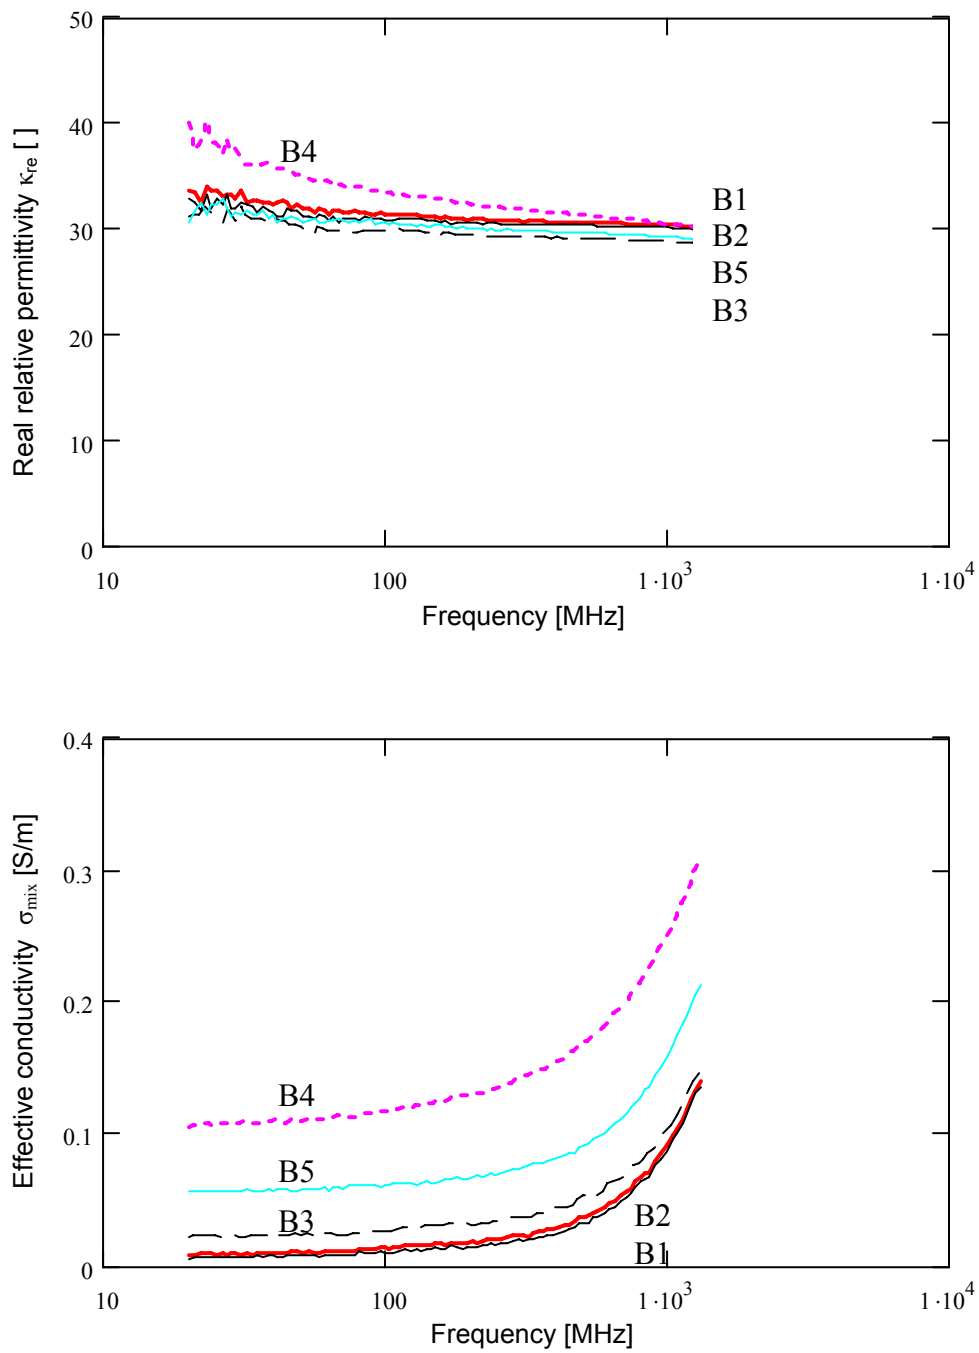 50
40
30
20
10
0
Real relative permittivity κre [ ]
B4
B1
B2
B5
B3
10
100
1·10³
1·10⁴
Frequency [MHz]
0.4
0.3
0.2
0.1
0
Effective conductivity σmix [S/m]
B4
B5
B3
B2
B1
10
100
1·10³
1·10⁴
Frequency [MHz]